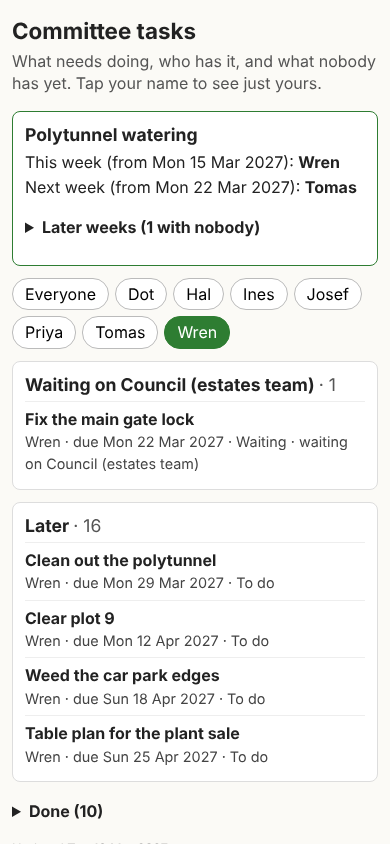 Committee tasks
What needs doing, who has it, and what nobody
has yet. Tap your name to see just yours.
Polytunnel watering
This week (from Mon 15 Mar 2027): Wren
Next week (from Mon 22 Mar 2027): Tomas
Later weeks (1 with nobody)
Everyone Dot Hal Ines Josef
Priya Tomas Wren
Waiting on Council (estates team) · 1
Fix the main gate lock
Wren · due Mon 22 Mar 2027 · Waiting · waiting
on Council (estates team)
Later · 16
Clean out the polytunnel
Wren · due Mon 29 Mar 2027 · To do
Clear plot 9
Wren · due Mon 12 Apr 2027 · To do
Weed the car park edges
Wren · due Sun 18 Apr 2027 · To do
Table plan for the plant sale
Wren · due Sun 25 Apr 2027 · To do
Done (10)